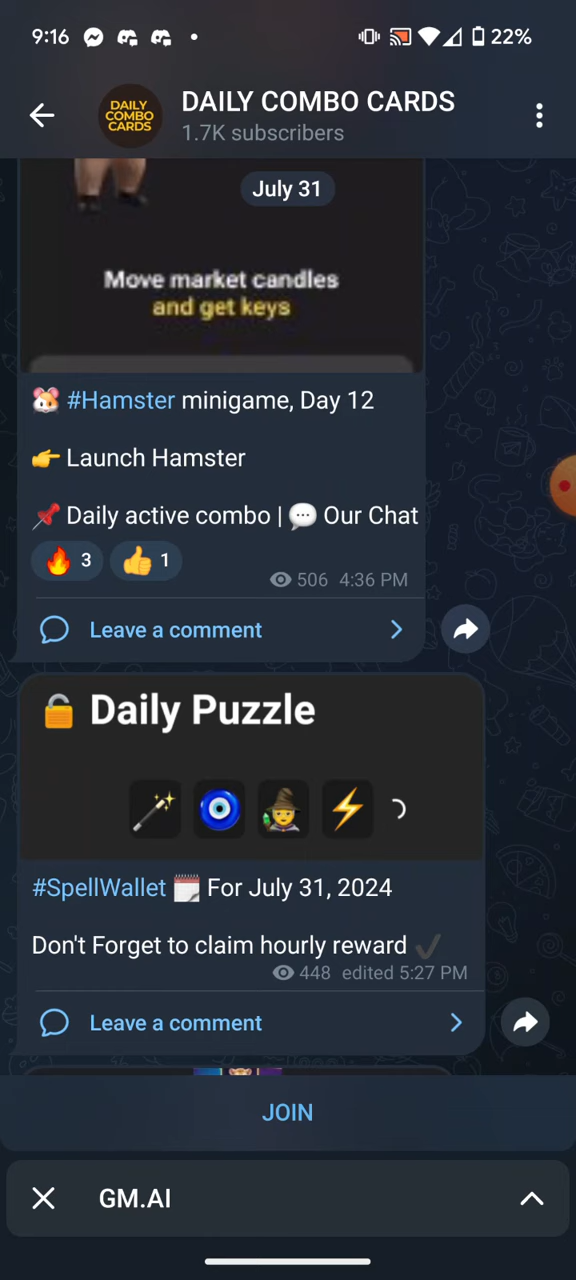 9:16
22%
DAILY COMBO CARDS
DAILY COMBO CARDS
1.7K subscribers
July 31
Move market candles
and get keys
🐹 #Hamster minigame, Day 12
👉 Launch Hamster
📌 Daily active combo | 💬 Our Chat
🔥 3 👍 1
506 4:36 PM
Leave a comment
🔓 Daily Puzzle
#SpellWallet 🗓 For July 31, 2024
Don't Forget to claim hourly reward ✔
448 edited 5:27 PM
Leave a comment
JOIN
GM.AI